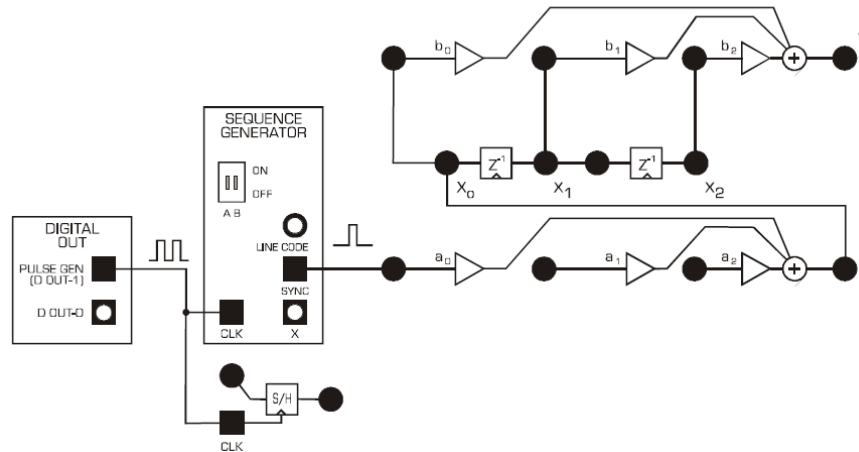 b₀
b₁
b₂
+
SEQUENCE
GENERATOR
ON
OFF
A B
LINE CODE
SYNC
X
CLK
Z⁻¹
Z⁻¹
X₀
X₁
X₂
DIGITAL
OUT
PULSE GEN
(D OUT-1)
D OUT-0
a₀
a₁
a₂
+
S/H
CLK